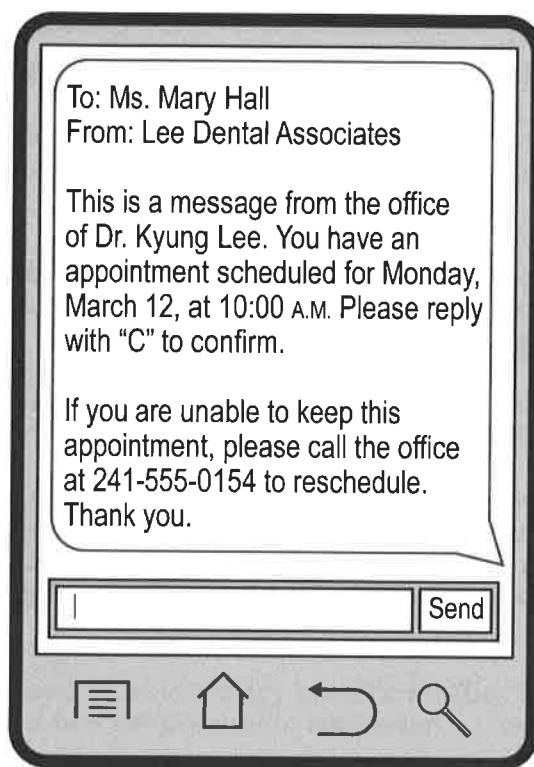 To: Ms. Mary Hall
From: Lee Dental Associates
This is a message from the office
of Dr. Kyung Lee. You have an
appointment scheduled for Monday,
March 12, at 10:00 A.M. Please reply
with “C” to confirm.
If you are unable to keep this
appointment, please call the office
at 241-555-0154 to reschedule.
Thank you.
Send